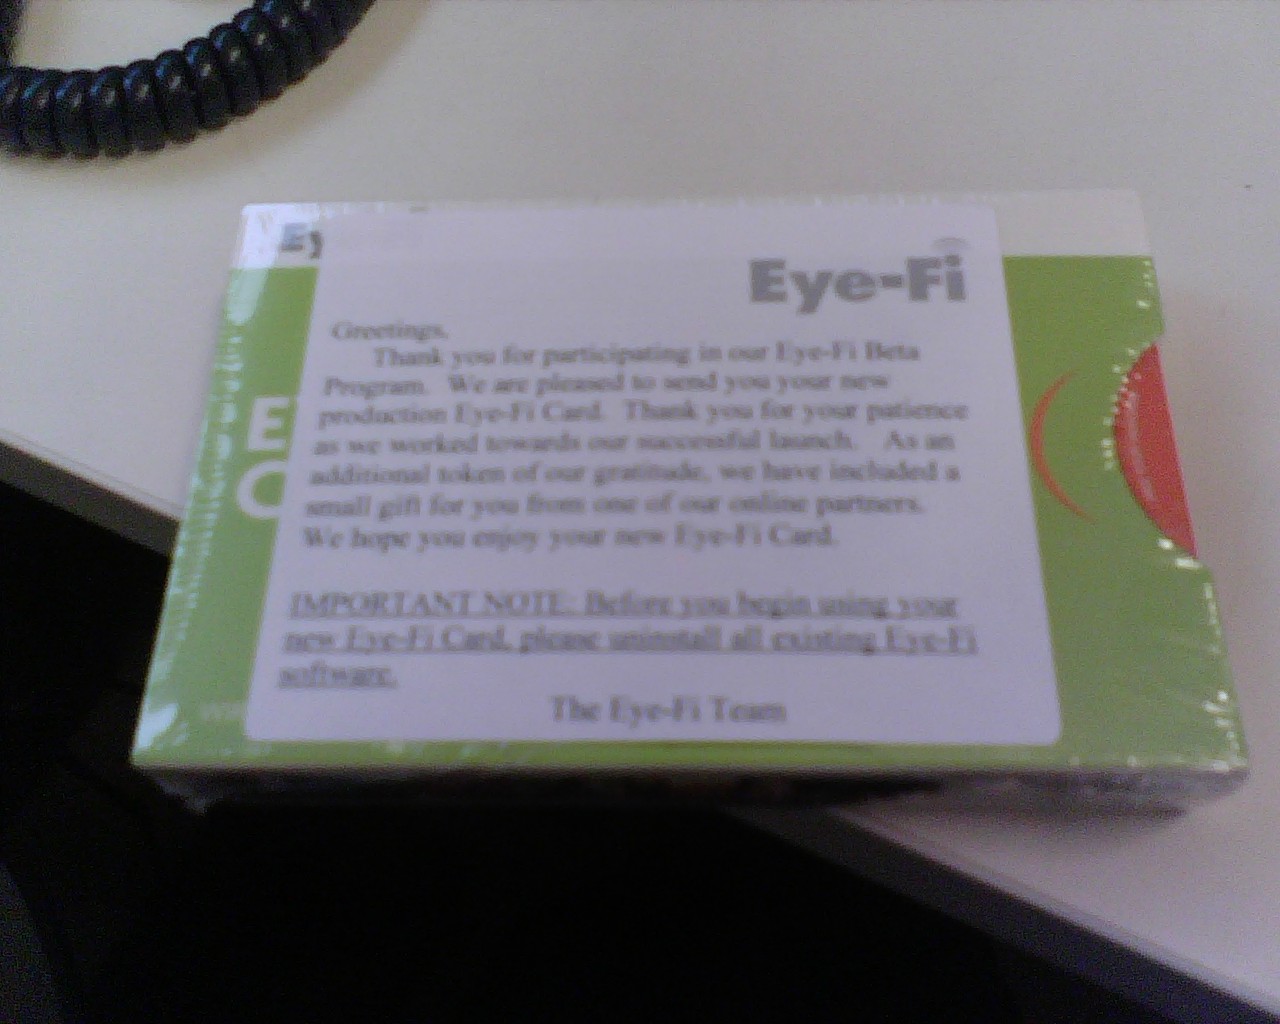 Ey
Eye-Fi
Greetings,
Thank you for participating in our Eye-Fi Beta
Program. We are pleased to send you your new
production Eye-Fi Card. Thank you for your patience
as we worked towards our successful launch. As an
additional token of our gratitude, we have included a
small gift for you from one of our online partners.
We hope you enjoy your new Eye-Fi Card.
IMPORTANT NOTE: Before you begin using your
new Eye-Fi Card, please uninstall all existing Eye-Fi
software.
The Eye-Fi Team
E
C